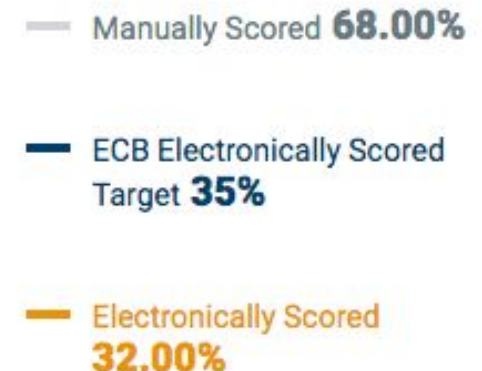 Manually Scored 68.00%
ECB Electronically Scored
Target 35%
Electronically Scored
32.00%